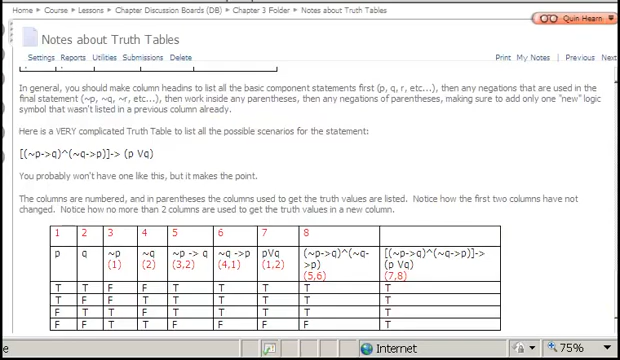 Home > Course > Lessons > Chapter Discussion Boards (DB) > Chapter 3 Folder > Notes about Truth Tables
Quin Hearn
Notes about Truth Tables
Settings Reports Utilities Submissions Delete Print My Notes | Previous Next
In general, you should make column headins to list all the basic component statements first (p, q, r, etc...), then any negations that are used in the
final statement (~p, ~q, ~r, etc...), then work inside any parentheses, then any negations of parentheses, making sure to add only one "new" logic
symbol that wasn't listed in a previous column already.
Here is a VERY complicated Truth Table to list all the possible scenarios for the statement:
[(~p->q)^(~q->p)]-> (p Vq)
You probably won't have one like this, but it makes the point.
The columns are numbered, and in parentheses the columns used to get the truth values are listed. Notice how the first two columns have not
changed. Notice how no more than 2 columns are used to get the truth values in a new column.
1 2 3 4 5 6 7 8
p q ~p ~q ~p -> q ~q ->p pVq (~p->q)^(~q- [(~p->q)^(~q->p)]->
(1) (2) (3,2) (4,1) (1,2) >p) (p Vq)
(5,6) (7,8)
T T F F T T T T T
T F F T T T T T T
F T T F T T T T T
F F T T F F F F T
e Internet 75%